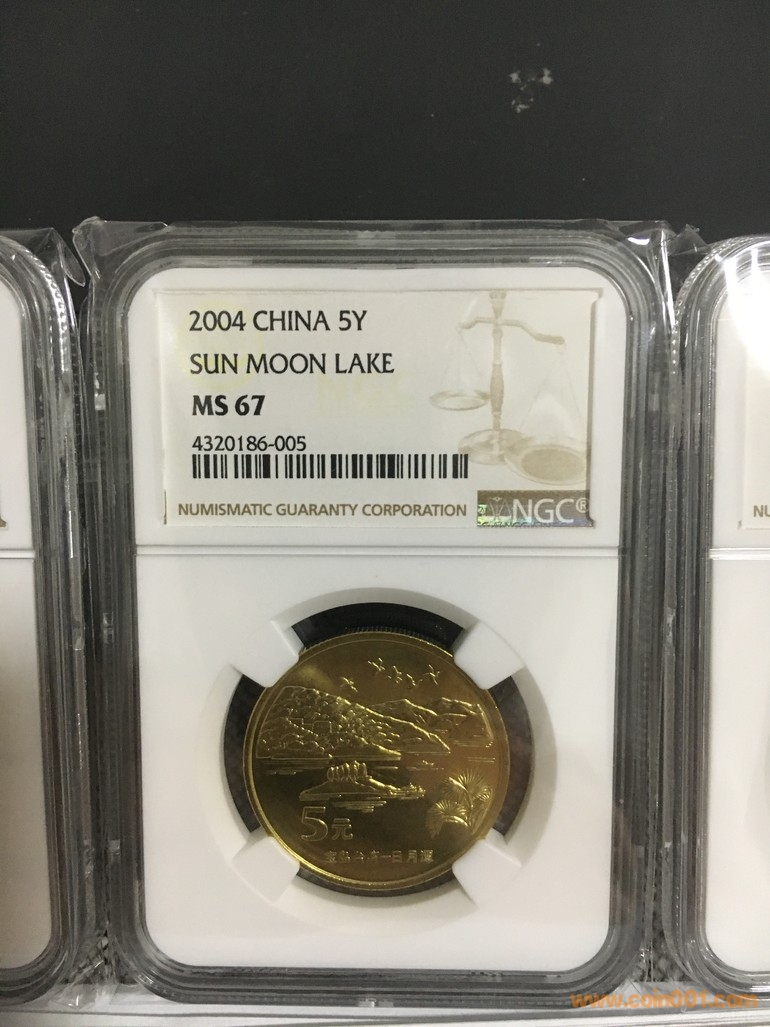 2004 CHINA 5Y
SUN MOON LAKE
MS 67
4320186-005
NUMISMATIC GUARANTY CORPORATION
NGC®
5元
宝岛台湾—日月潭
NU
www.coin001.com